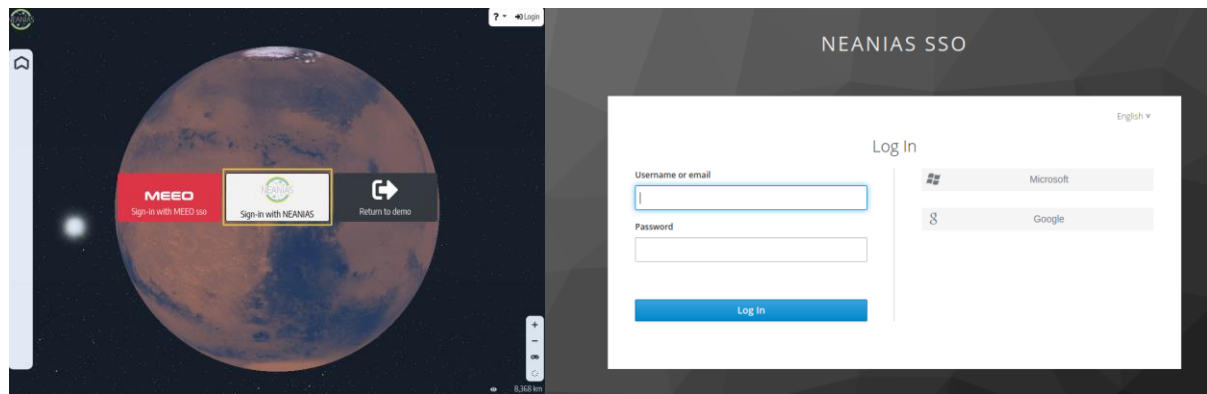 NEANIAS
? Login
MEEO
Sign-in with MEEO sso
NEANIAS
Sign-in with NEANIAS
Return to demo
+
−
8,368 km
NEANIAS SSO
English
Log In
Username or email
Password
Log In
Microsoft
Google